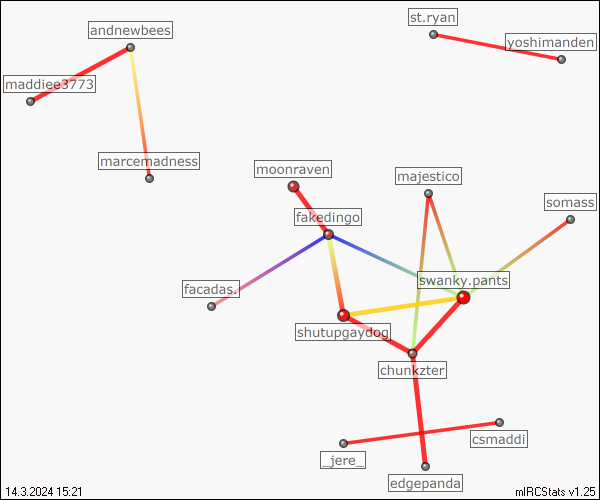 st.ryan
andnewbees
yoshimanden
maddiee3773
marcemadness
moonraven
majestico
somass
fakedingo
swanky.pants
facadas.
shutupgaydog
chunkzter
csmaddi
_jere_
edgepanda
14.3.2024 15:21
mIRCStats v1.25